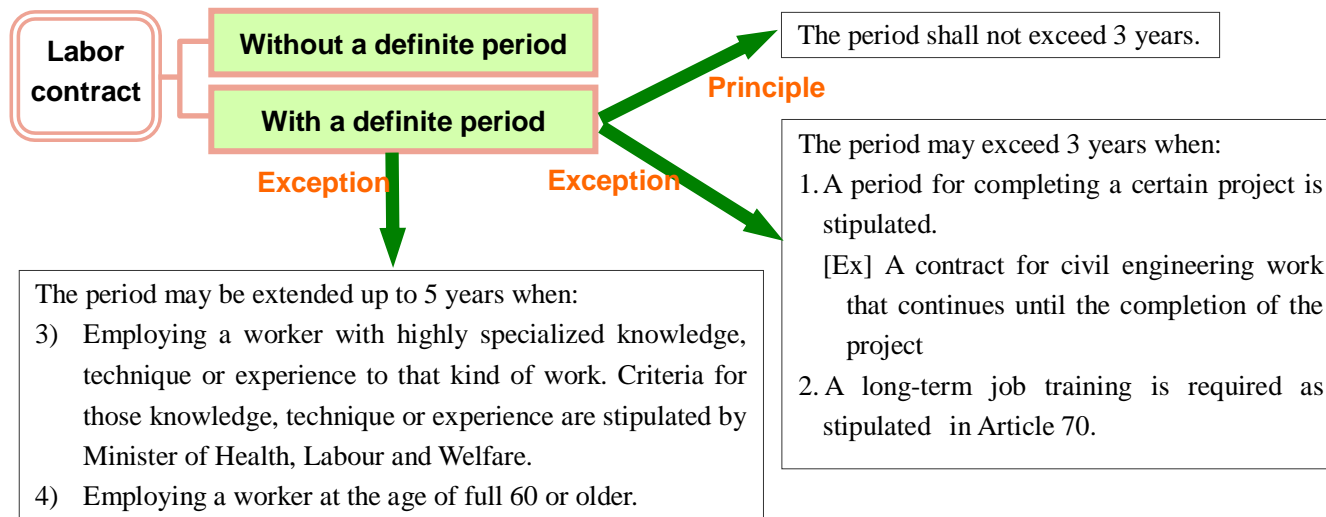 Labor
contract
Without a definite period
With a definite period
The period shall not exceed 3 years.
Principle
Exception
Exception
The period may exceed 3 years when:
1. A period for completing a certain project is
stipulated.
[Ex] A contract for civil engineering work
that continues until the completion of the
project
2. A long-term job training is required as
stipulated in Article 70.
The period may be extended up to 5 years when:
3) Employing a worker with highly specialized knowledge,
technique or experience to that kind of work. Criteria for
those knowledge, technique or experience are stipulated by
Minister of Health, Labour and Welfare.
4) Employing a worker at the age of full 60 or older.